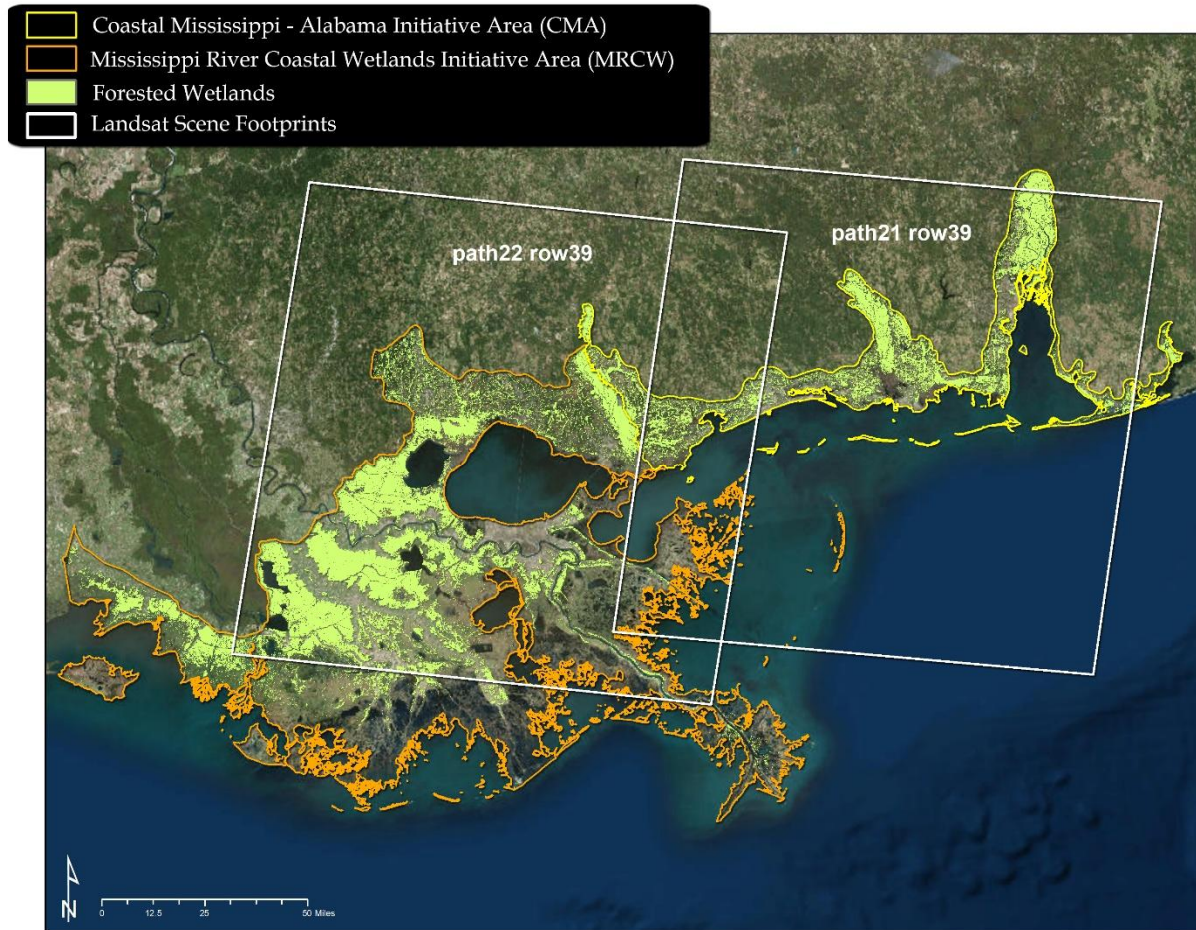 Coastal Mississippi - Alabama Initiative Area (CMA)
Mississippi River Coastal Wetlands Initiative Area (MRCW)
Forested Wetlands
Landsat Scene Footprints
path22 row39
path21 row39
N
0 12.5 25 50 Miles